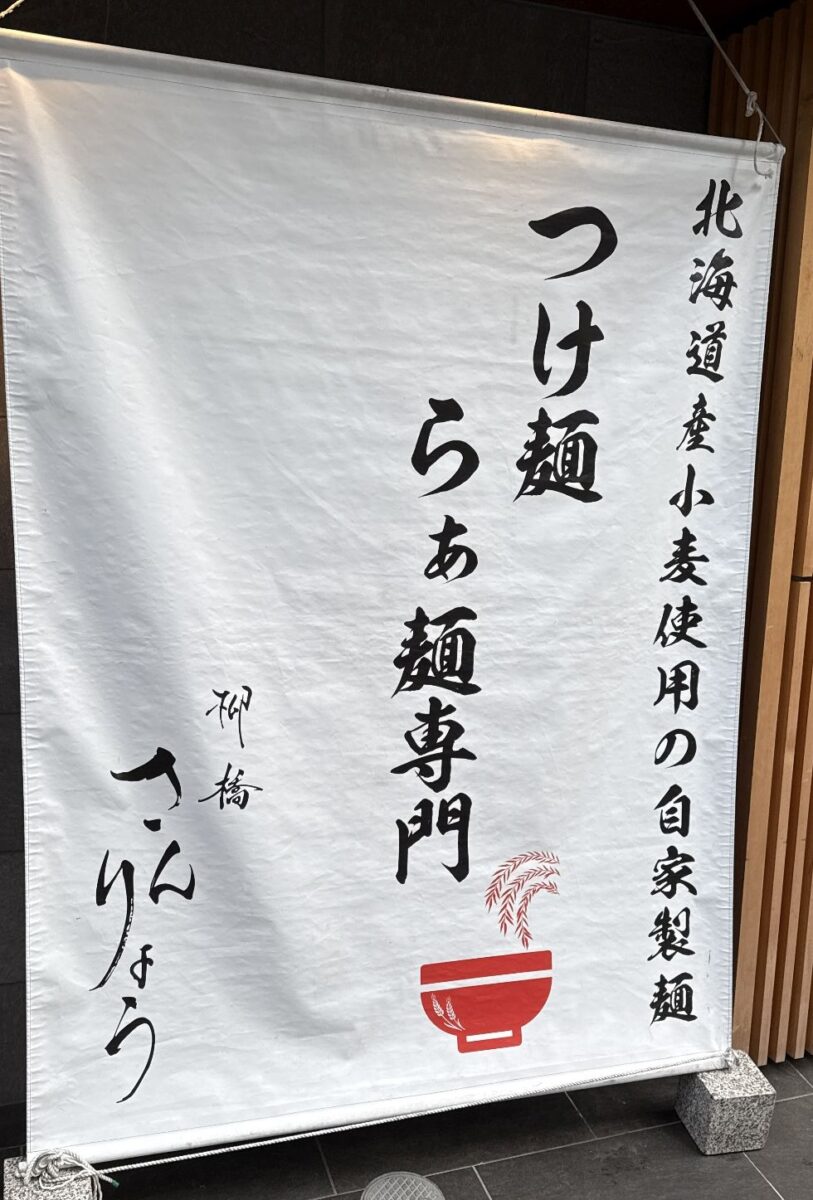 北海道産小麦使用の自家製麺
つけ麺
らぁ麺専門
柳橋
さんりょう